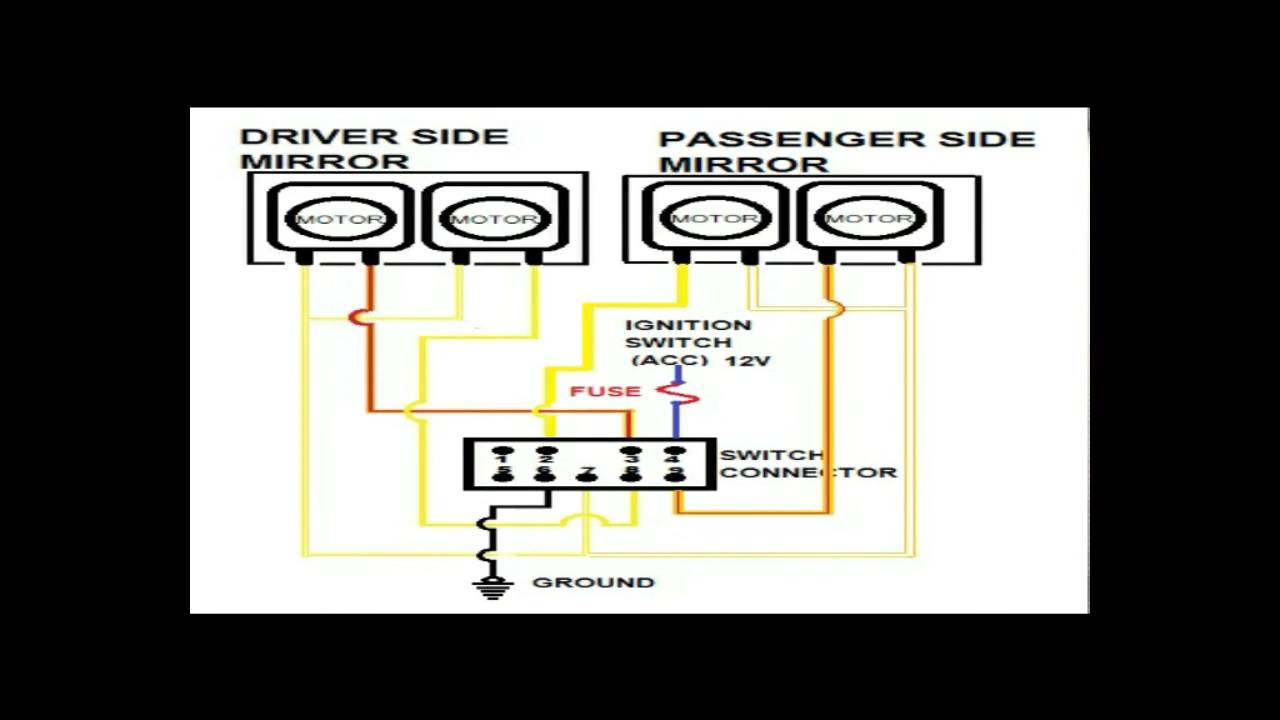 DRIVER SIDE
MIRROR
PASSENGER SIDE
MIRROR
MOTOR
MOTOR
MOTOR
MOTOR
IGNITION
SWITCH
(ACC) 12V
FUSE
1 2 3 4
5 6 7 8 9
SWITCH
CONNECTOR
GROUND